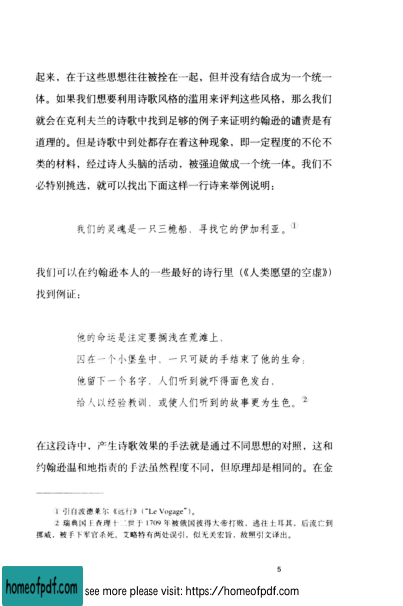 起来，在于这些思想往往被拴在一起，但并没有结合成为一个统一
体。如果我们想要利用诗歌风格的滥用来评判这些风格，那么我们
就会在克利夫兰的诗歌中找到足够的例子来证明约翰逊的谴责是有
道理的。但是诗歌中到处都存在着这种现象，即一定程度的不伦不
类的材料，经过诗人头脑的活动，被强迫做成一个统一体。我们不
必特别挑选，就可以找出下面这样一行诗来举例说明：
我们的灵魂是一只三桅船，寻找它的伊加利亚。①
我们可以在约翰逊本人的一些最好的诗行里（《人类愿望的空虚》）
找到例证：
他的命运是注定要搁浅在荒滩上，
囚在一个小堡垒中，一只可疑的手结束了他的生命；
他留下一个名字，人们听到就吓得面色发白，
给人以经验教训，或使人们听到的故事更为生色。②
在这段诗中，产生诗歌效果的手法就是通过不同思想的对照，这和
约翰逊温和地指责的手法虽然程度不同，但原理却是相同的。在金
① 引自波德莱尔《远行》（“Le Vogage”）。
② 瑞典国王查理十二世于 1709 年被俄国彼得大帝打败，逃往土耳其，后流亡到
挪威，被手下军官杀死。艾略特有两处误引，似无关宏旨，故照引文译出。
5
homeofpdf.com
see more please visit: https://homeofpdf.com